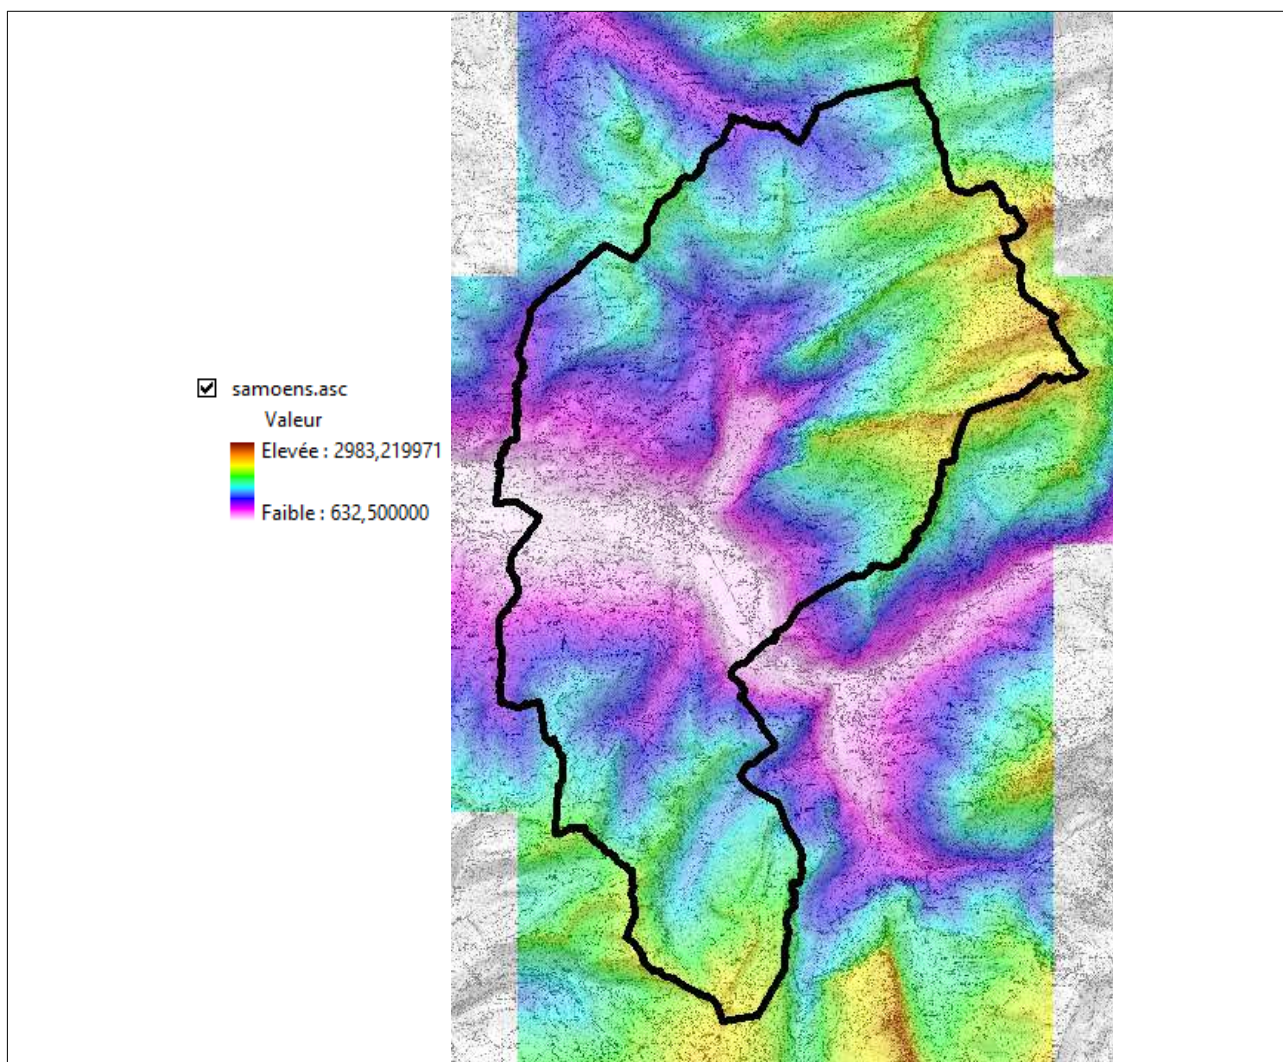 samoens.asc
Valeur
Elevée : 2983,219971
Faible : 632,500000